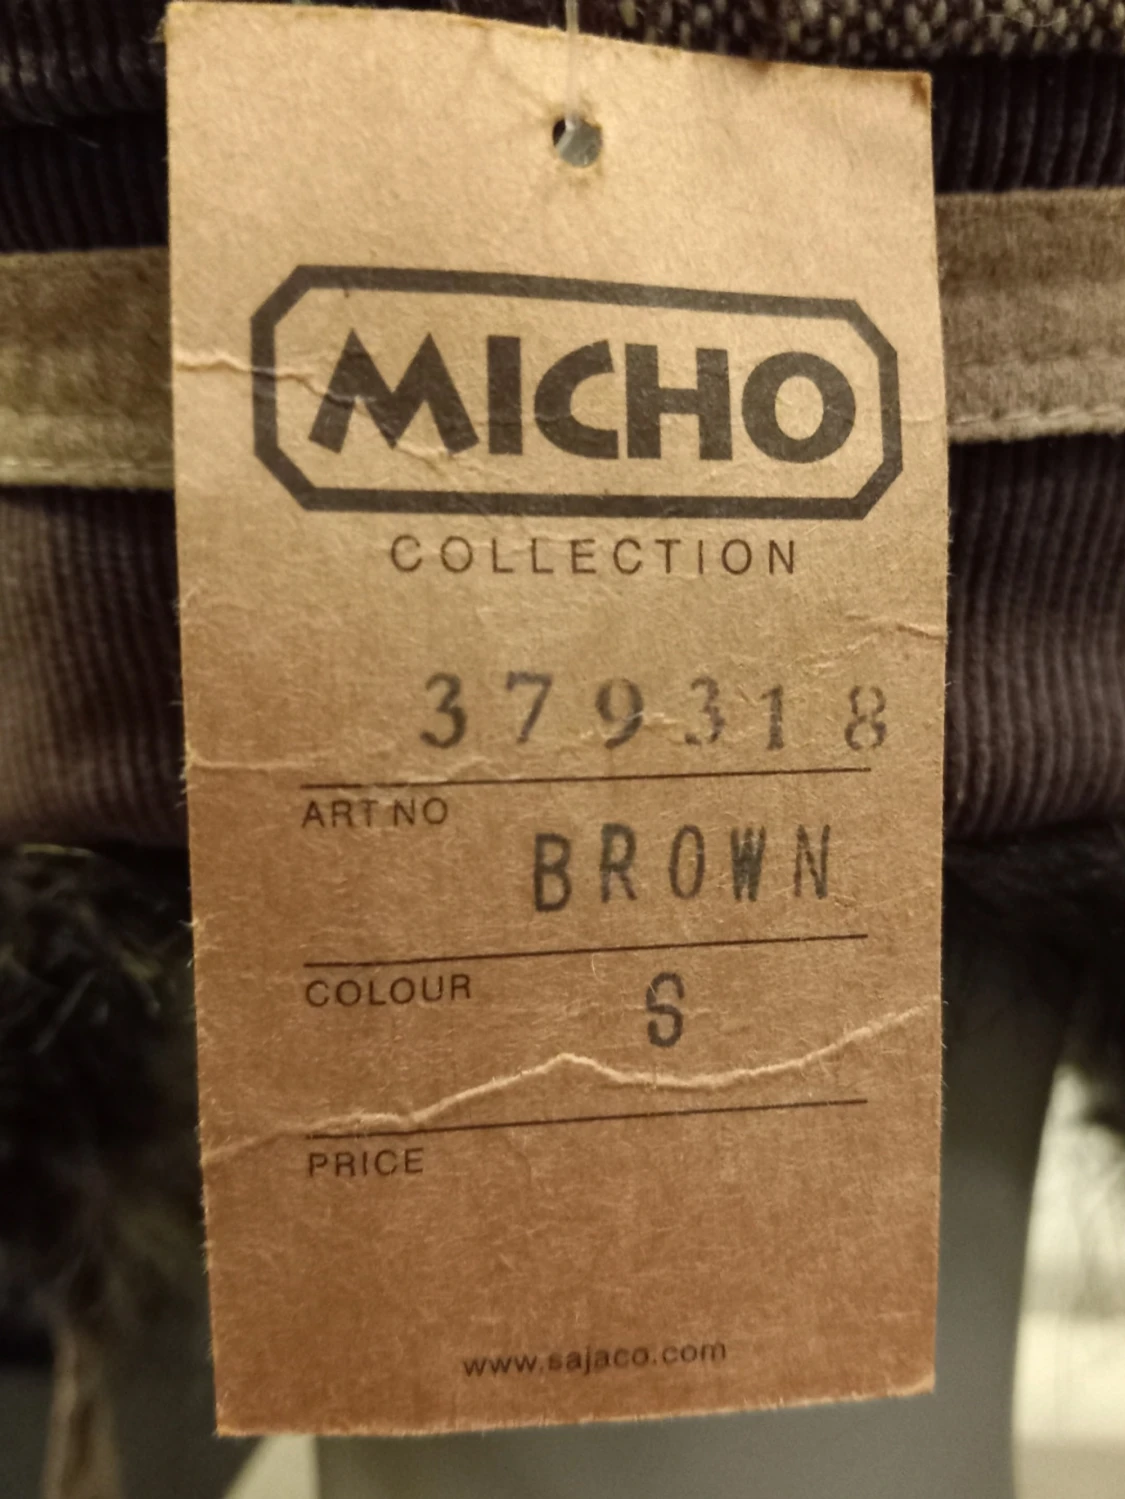 MICHO
COLLECTION
379318
ART NO
BROWN
COLOUR
S
PRICE
www.sajaco.com